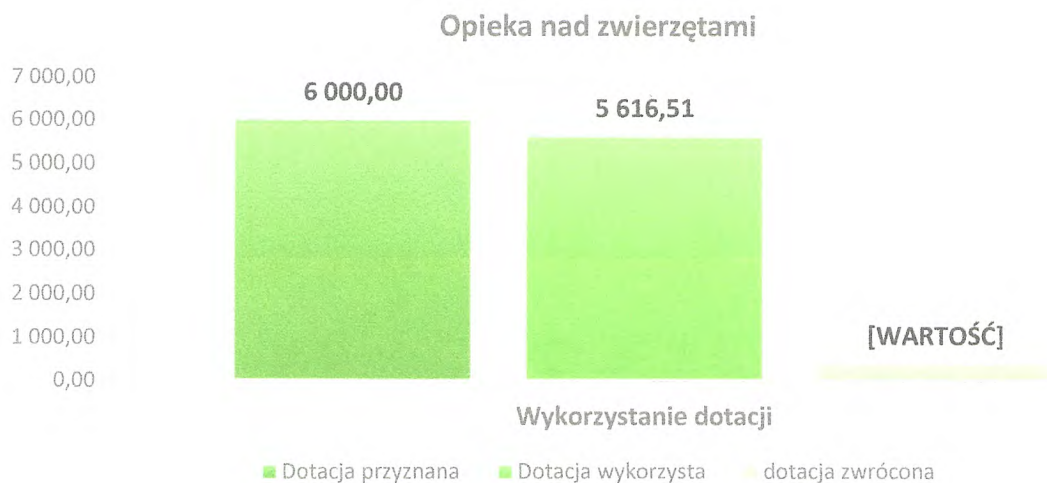 Opieka nad zwierzętami
7 000,00
6 000,00
5 000,00
4 000,00
3 000,00
2 000,00
1 000,00
0,00
6 000,00
5 616,51
[WARTOŚĆ]
Wykorzystanie dotacji
Dotacja przyznana
Dotacja wykorzysta
dotacja zwrócona